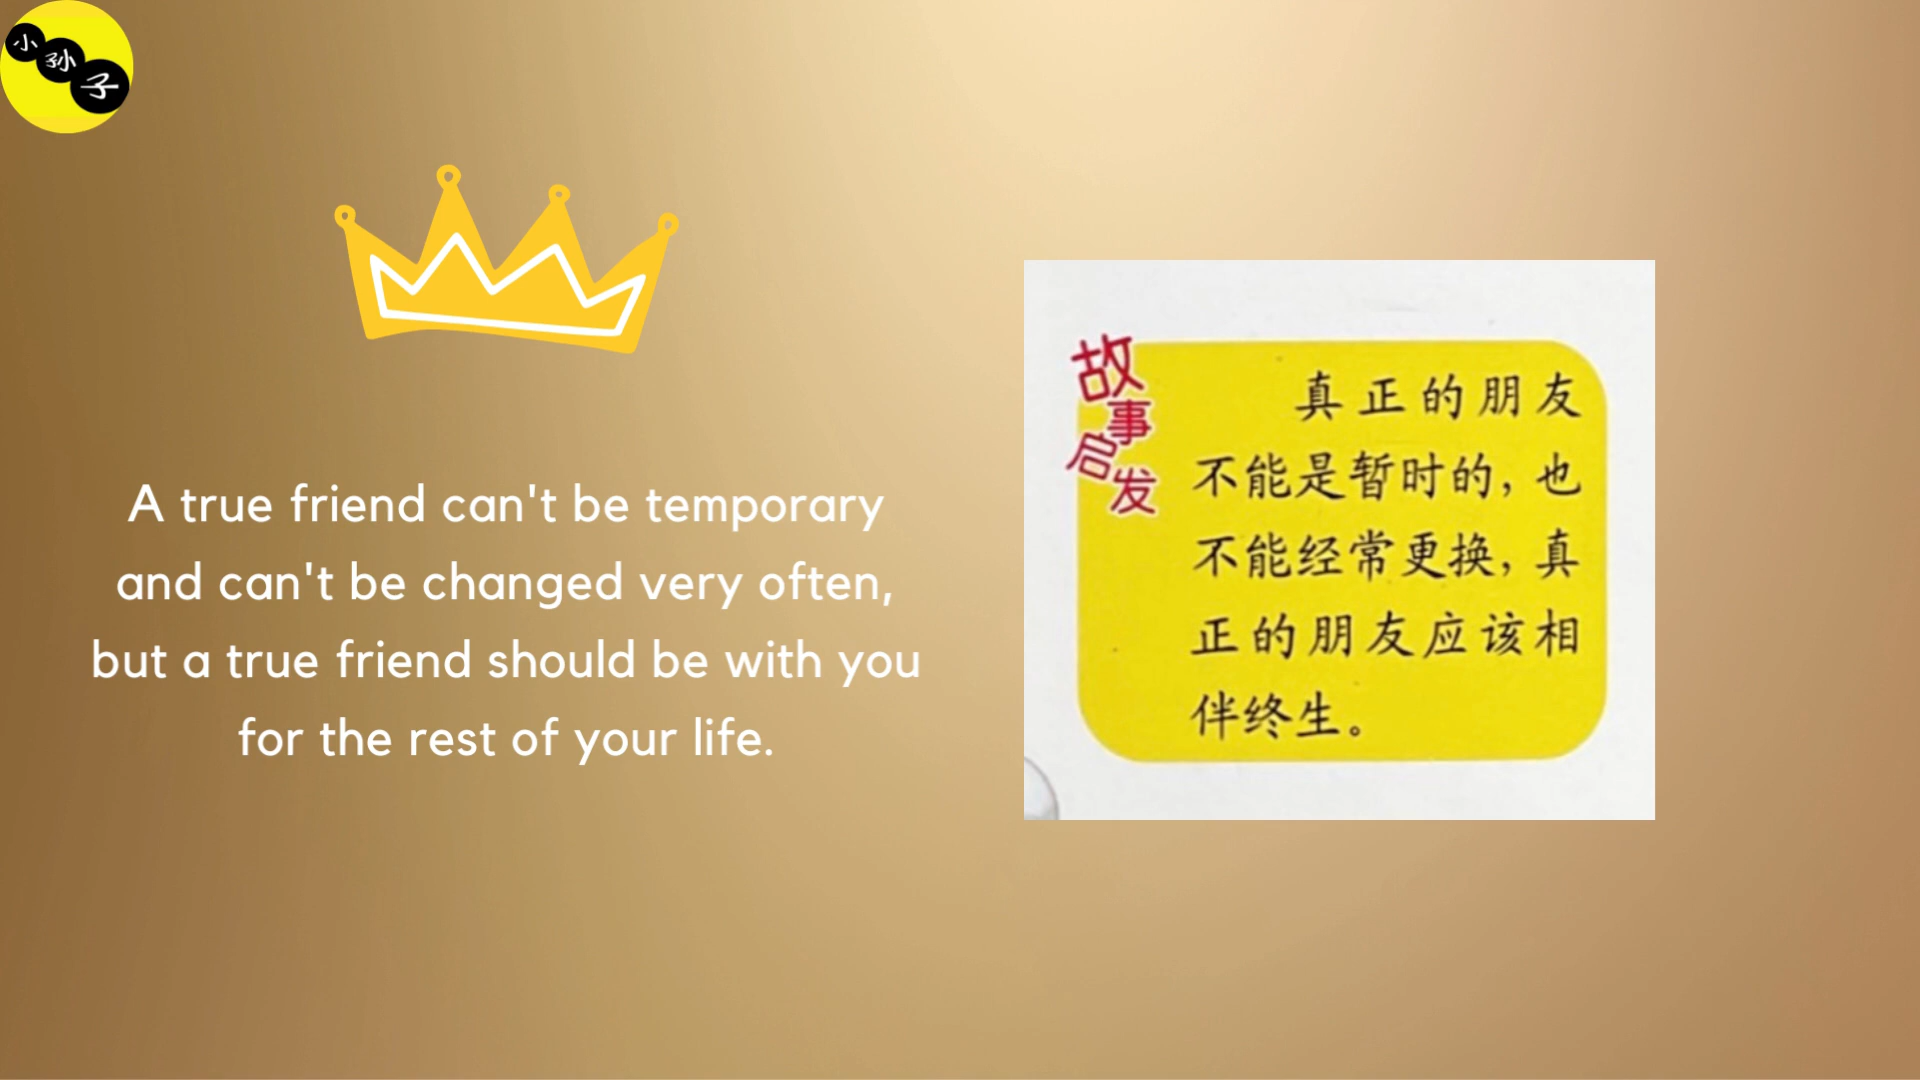 小孙子
A true friend can't be temporary
and can't be changed very often,
but a true friend should be with you
for the rest of your life.
故事启发
真正的朋友
不能是暂时的，也
不能经常更换，真
正的朋友应该相
伴终生。